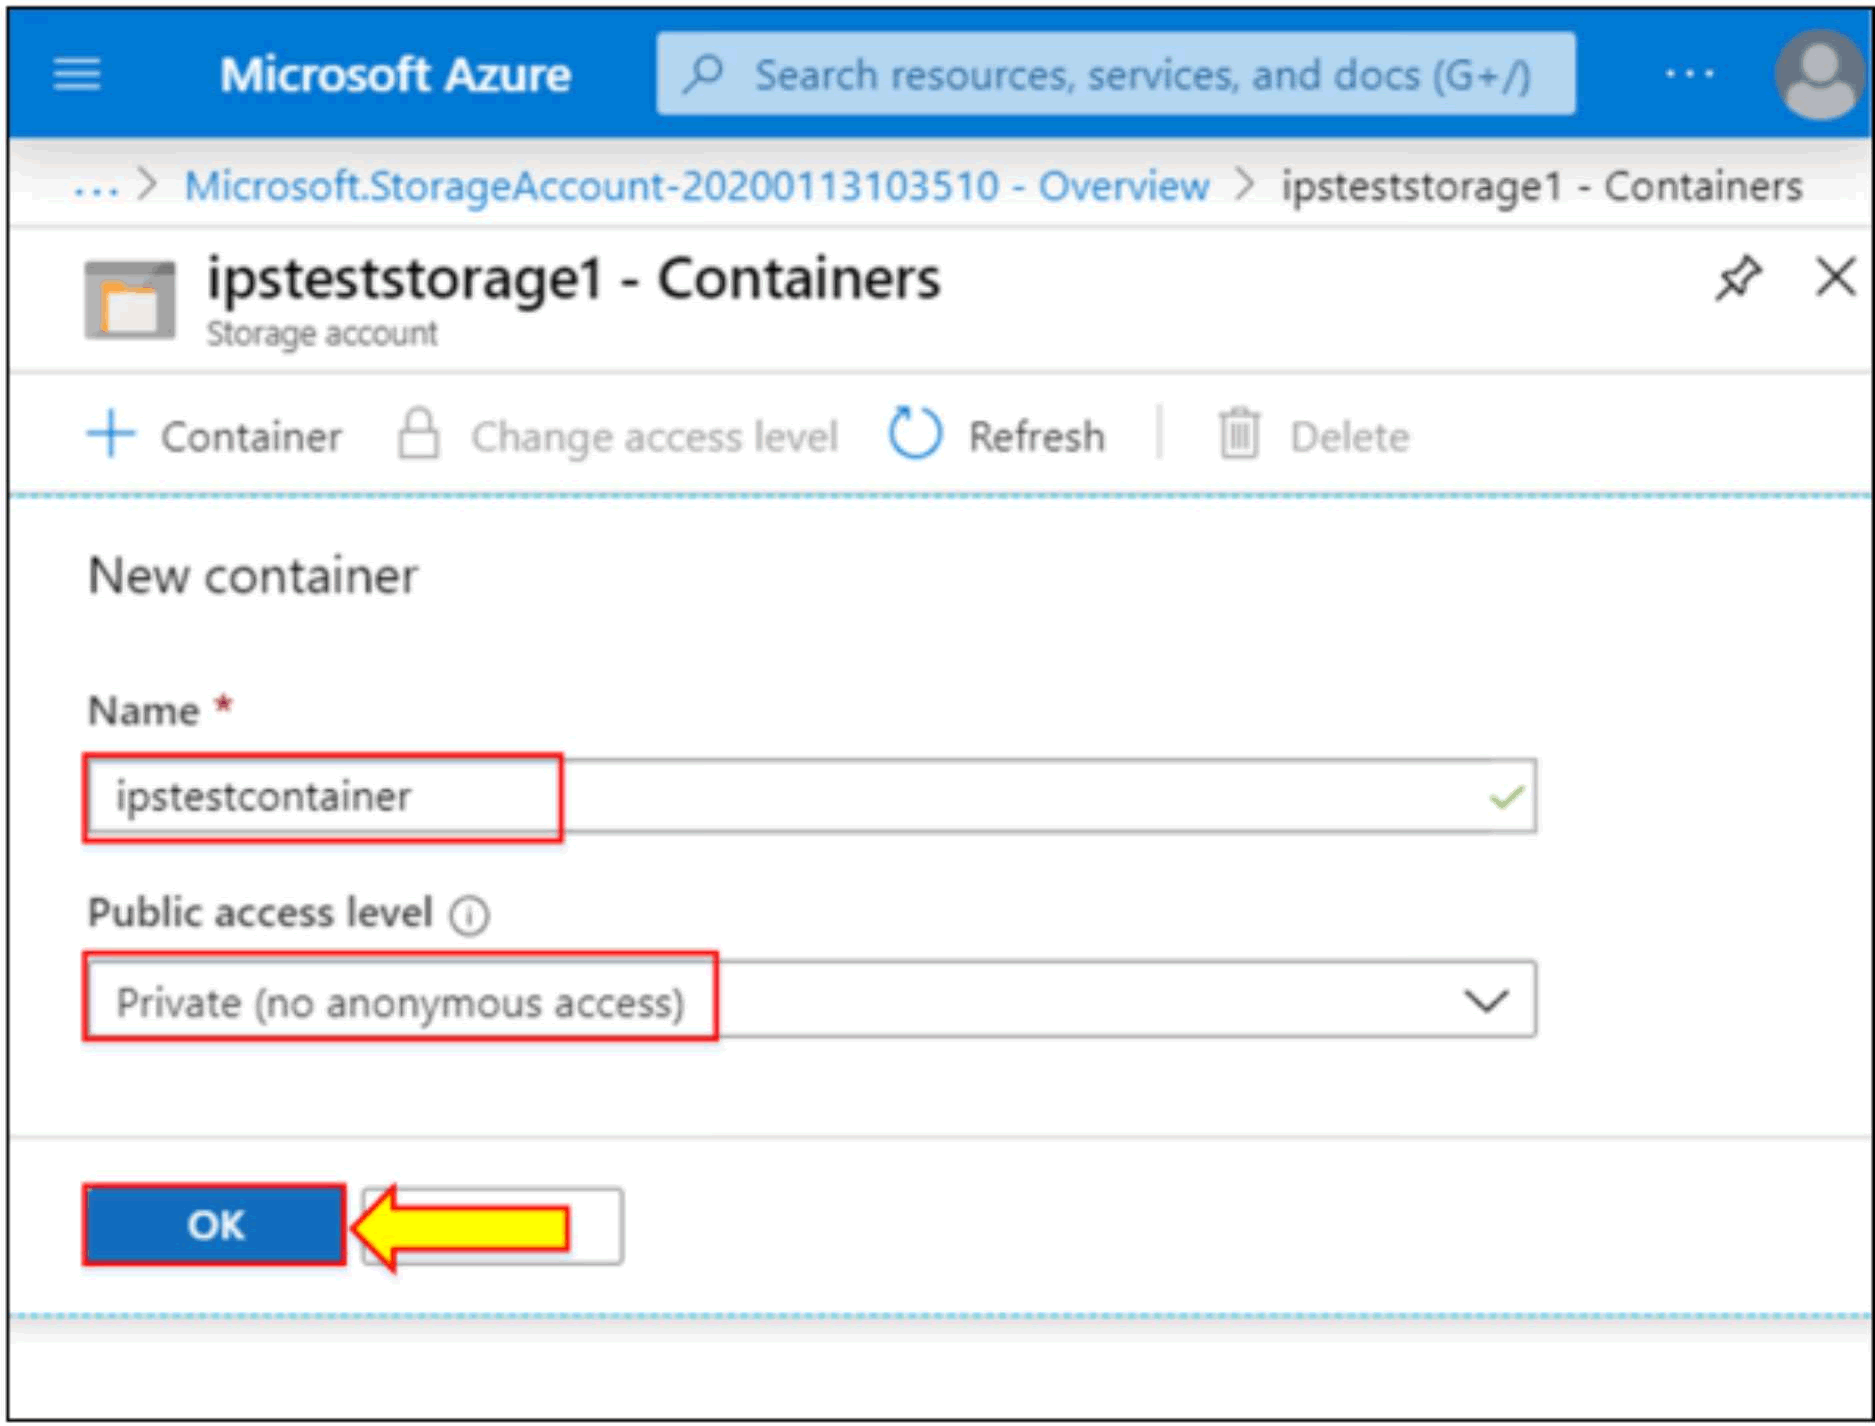 Microsoft Azure
Search resources, services, and docs (G+/)
...
... > Microsoft.StorageAccount-20200113103510 - Overview > ipsteststorage1 - Containers
ipsteststorage1 - Containers
Storage account
Container Change access level Refresh Delete
New container
Name *
ipstestcontainer
Public access level
Private (no anonymous access)
OK